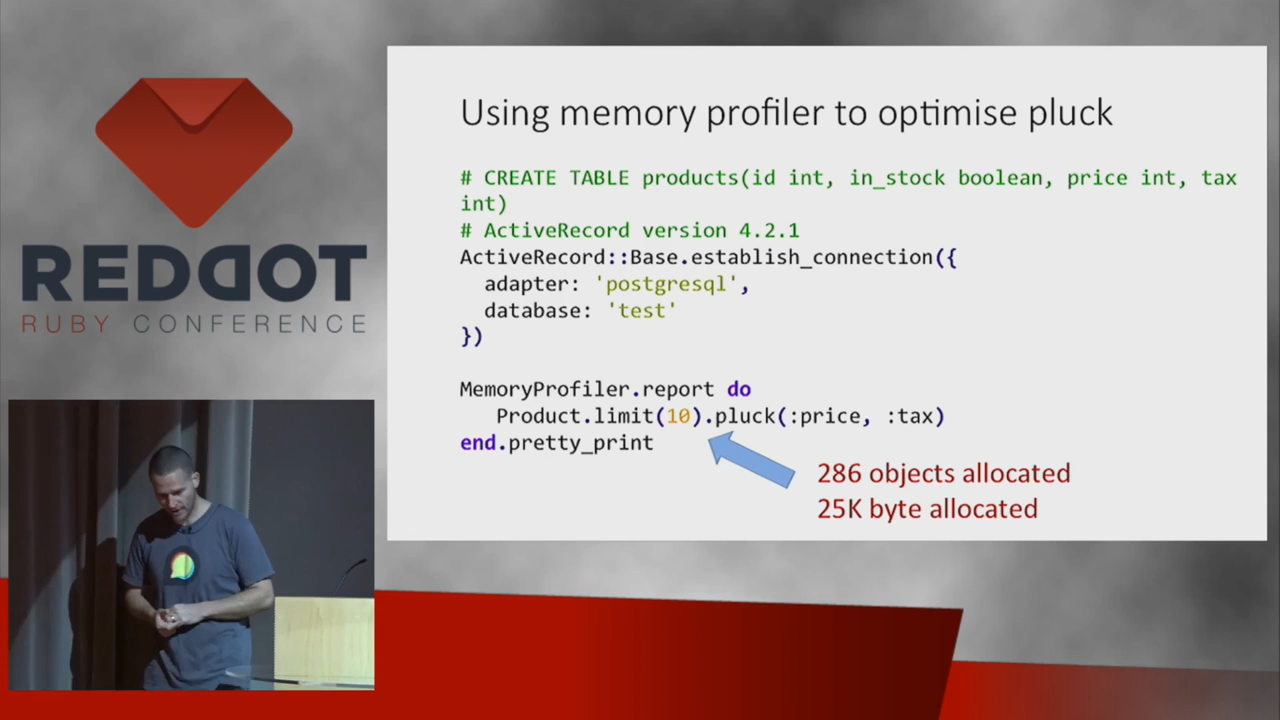 REDDOT
RUBY CONFERENCE
Using memory profiler to optimise pluck
# CREATE TABLE products(id int, in_stock boolean, price int, tax
int)
# ActiveRecord version 4.2.1
ActiveRecord::Base.establish_connection({
  adapter: 'postgresql',
  database: 'test'
})
MemoryProfiler.report do
   Product.limit(10).pluck(:price, :tax)
end.pretty_print
286 objects allocated
25K byte allocated